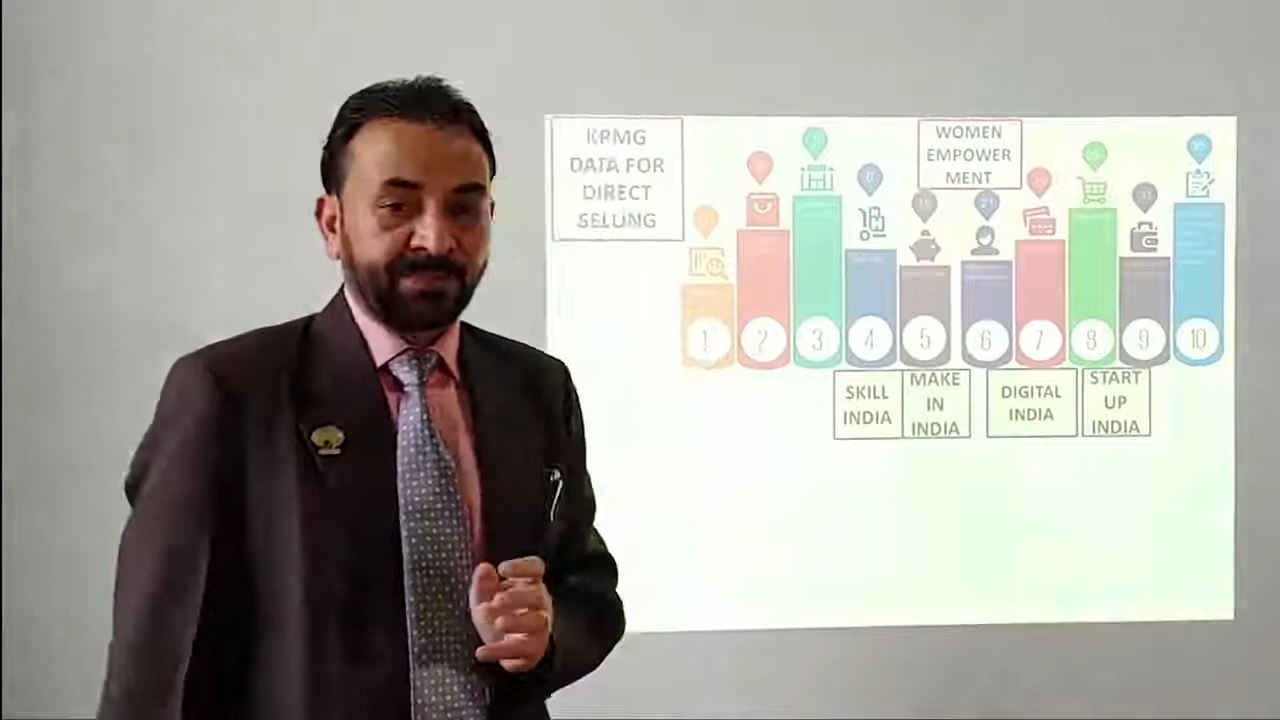 KPMG
DATA FOR
DIRECT
SELLING
WOMEN
EMPOWER
MENT
1
2
3
4
5
6
7
8
9
10
SKILL
INDIA
MAKE
IN
INDIA
DIGITAL
INDIA
START
UP
INDIA